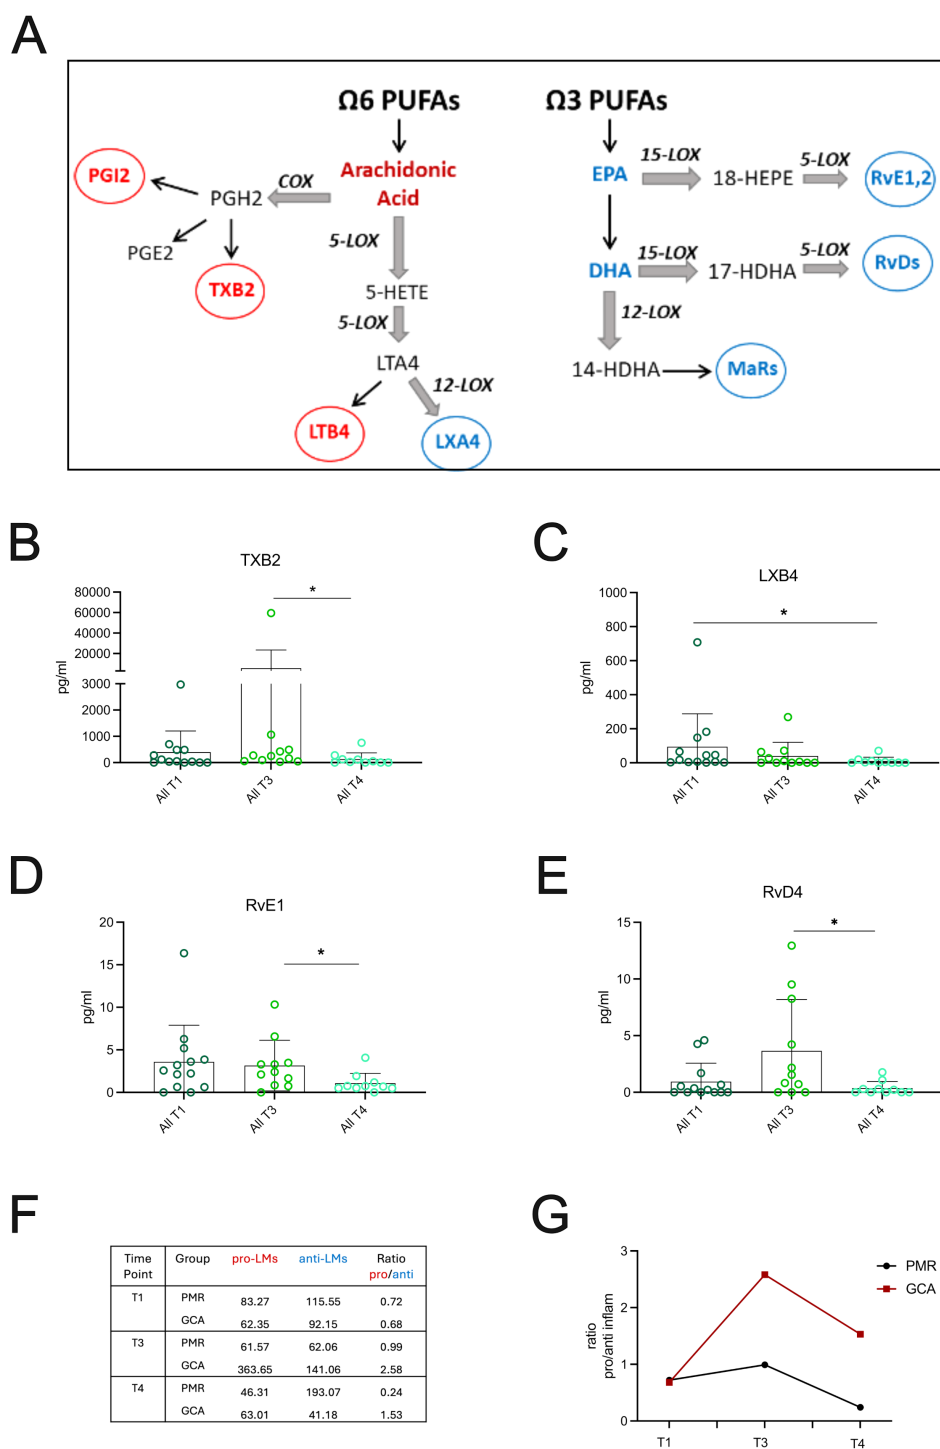 A
Ω6 PUFAs
Ω3 PUFAs
PGI2
COX
PGH2
Arachidonic
Acid
EPA
15-LOX
18-HEPE
5-LOX
RvE1,2
PGE2
TXB2
5-LOX
5-HETE
5-LOX
LTA4
12-LOX
LTB4
LXA4
DHA
15-LOX
17-HDHA
5-LOX
RvDs
12-LOX
14-HDHA
MaRs
B
TXB2
pg/ml
80000
60000
40000
20000
3000
2000
1000
0
*
All T1
All T3
All T4
C
LXB4
pg/ml
1000
800
600
400
200
0
*
All T1
All T3
All T4
D
RvE1
pg/ml
20
15
10
5
0
*
All T1
All T3
All T4
E
RvD4
pg/ml
15
10
5
0
*
All T1
All T3
All T4
F
Time Point Group pro-LMs anti-LMs Ratio pro/anti
T1 PMR 83.27 115.55 0.72
GCA 62.35 92.15 0.68
T3 PMR 61.57 62.06 0.99
GCA 363.65 141.06 2.58
T4 PMR 46.31 193.07 0.24
GCA 63.01 41.18 1.53
G
ratio
pro/anti inflam
3
2
1
0
T1
T3
T4
PMR
GCA